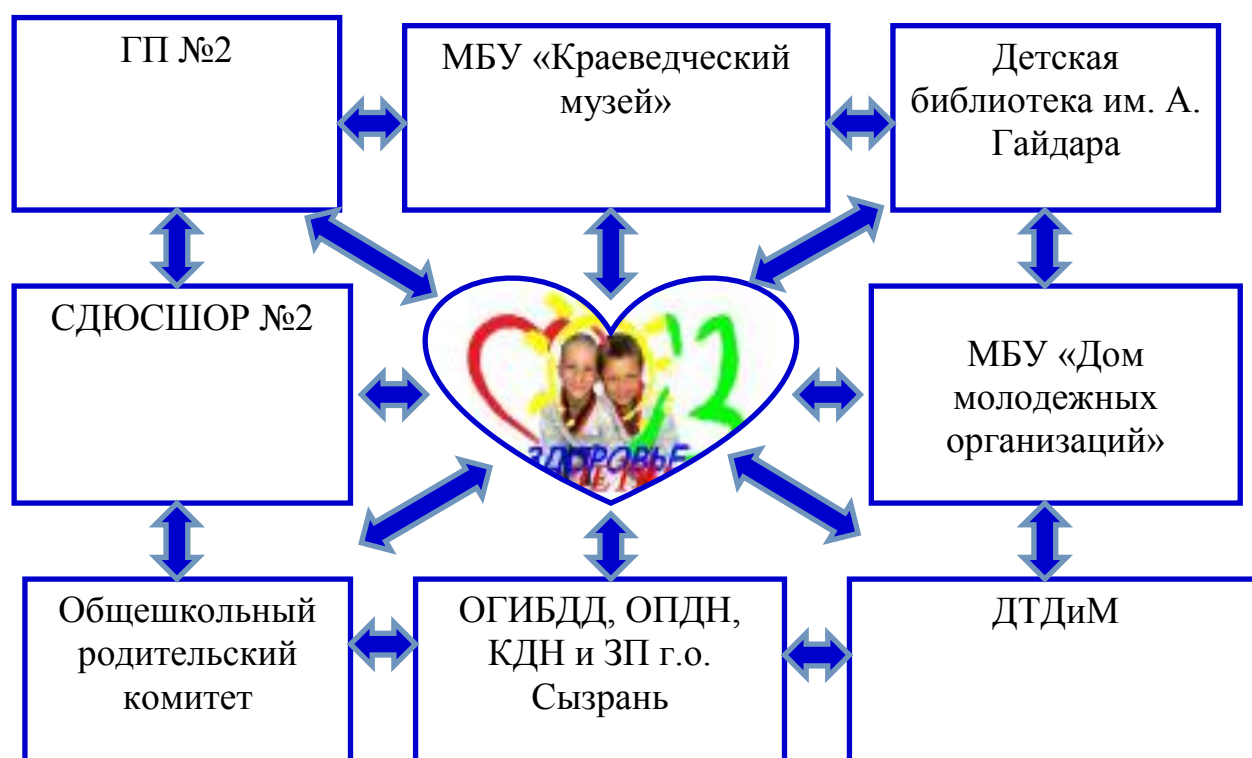 ГП №2
МБУ «Краеведческий
музей»
Детская
библиотека им. А.
Гайдара
СДЮСШОР №2
МБУ «Дом
молодежных
организаций»
ЗДОРОВЬЕ
Общешкольный
родительский
комитет
ОГИБДД, ОПДН,
КДН и ЗП г.о.
Сызрань
ДТДиМ